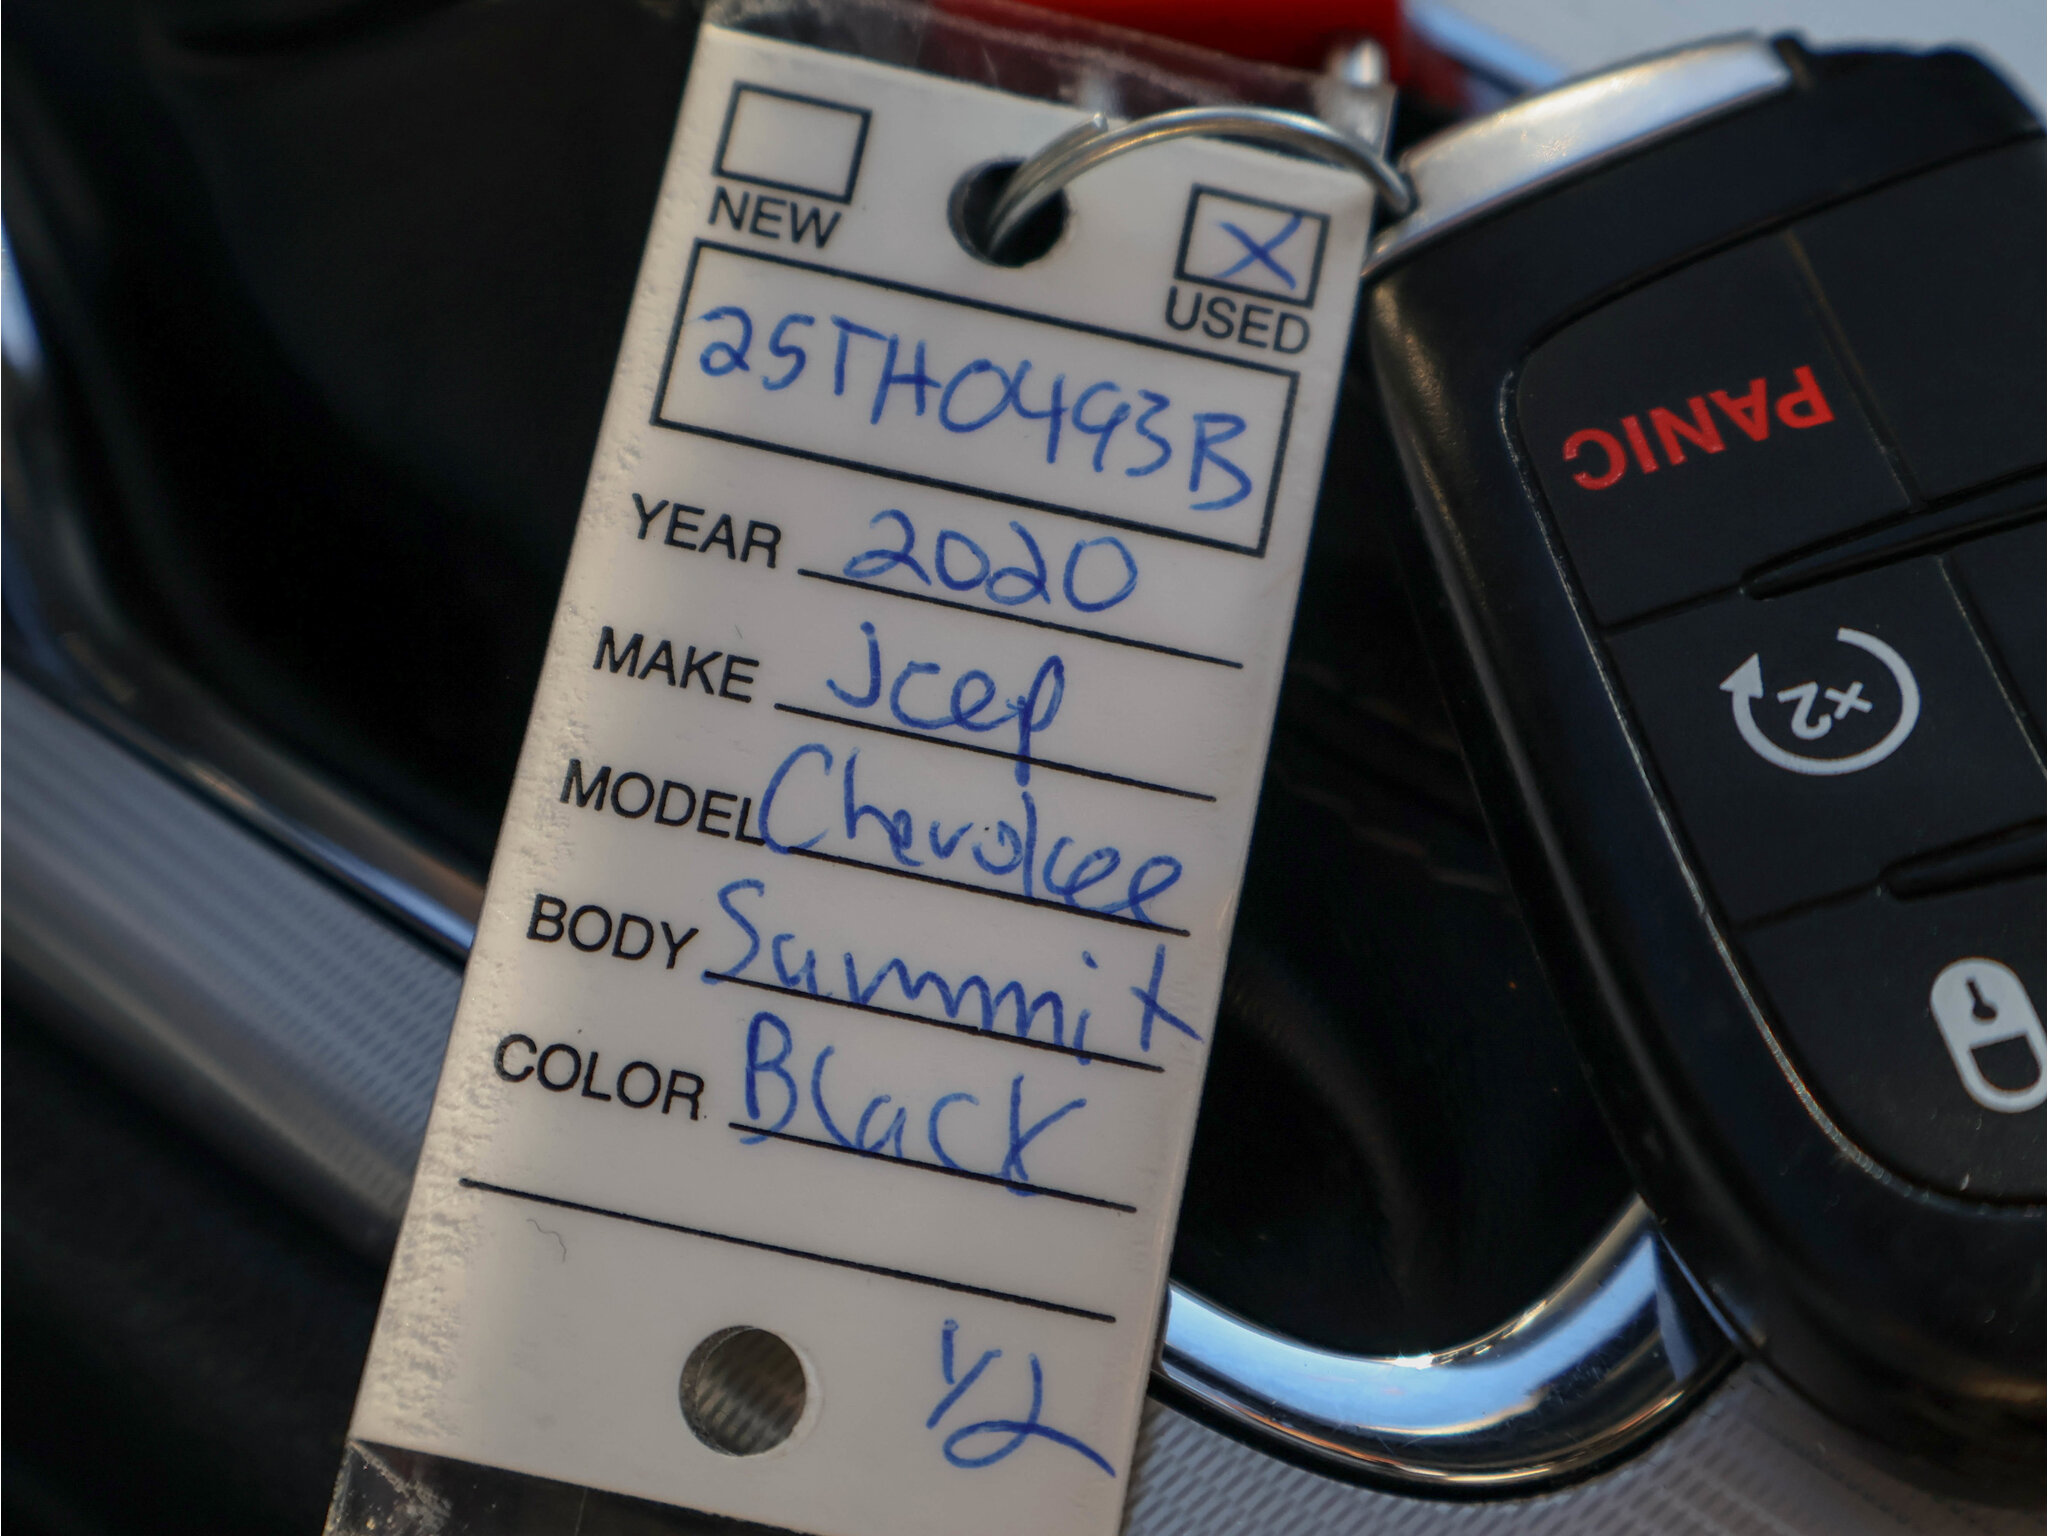 NEW
X
USED
25TH0493B
YEAR 2020
MAKE Jeep
MODEL Cherokee
BODY Summit
COLOR Black
1/2
PANIC
x2